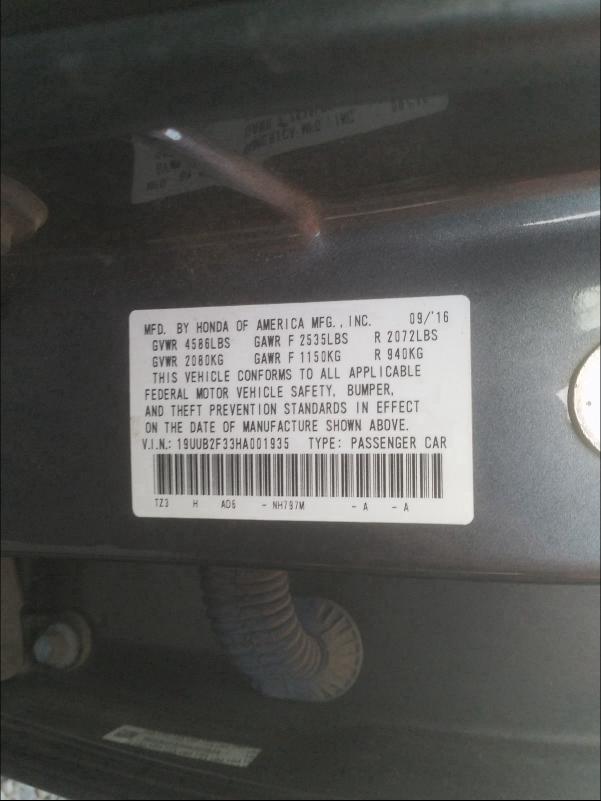 MFD. BY HONDA OF AMERICA MFG., INC. 09/'16
GVWR 4586LBS GAWR F 2535LBS R 2072LBS
GVWR 2080KG GAWR F 1150KG R 940KG
THIS VEHICLE CONFORMS TO ALL APPLICABLE
FEDERAL MOTOR VEHICLE SAFETY, BUMPER,
AND THEFT PREVENTION STANDARDS IN EFFECT
ON THE DATE OF MANUFACTURE SHOWN ABOVE.
V.I.N.: 19UUB2F33HA001935 TYPE: PASSENGER CAR
TZ3 H AD6 - NH797M - A - A